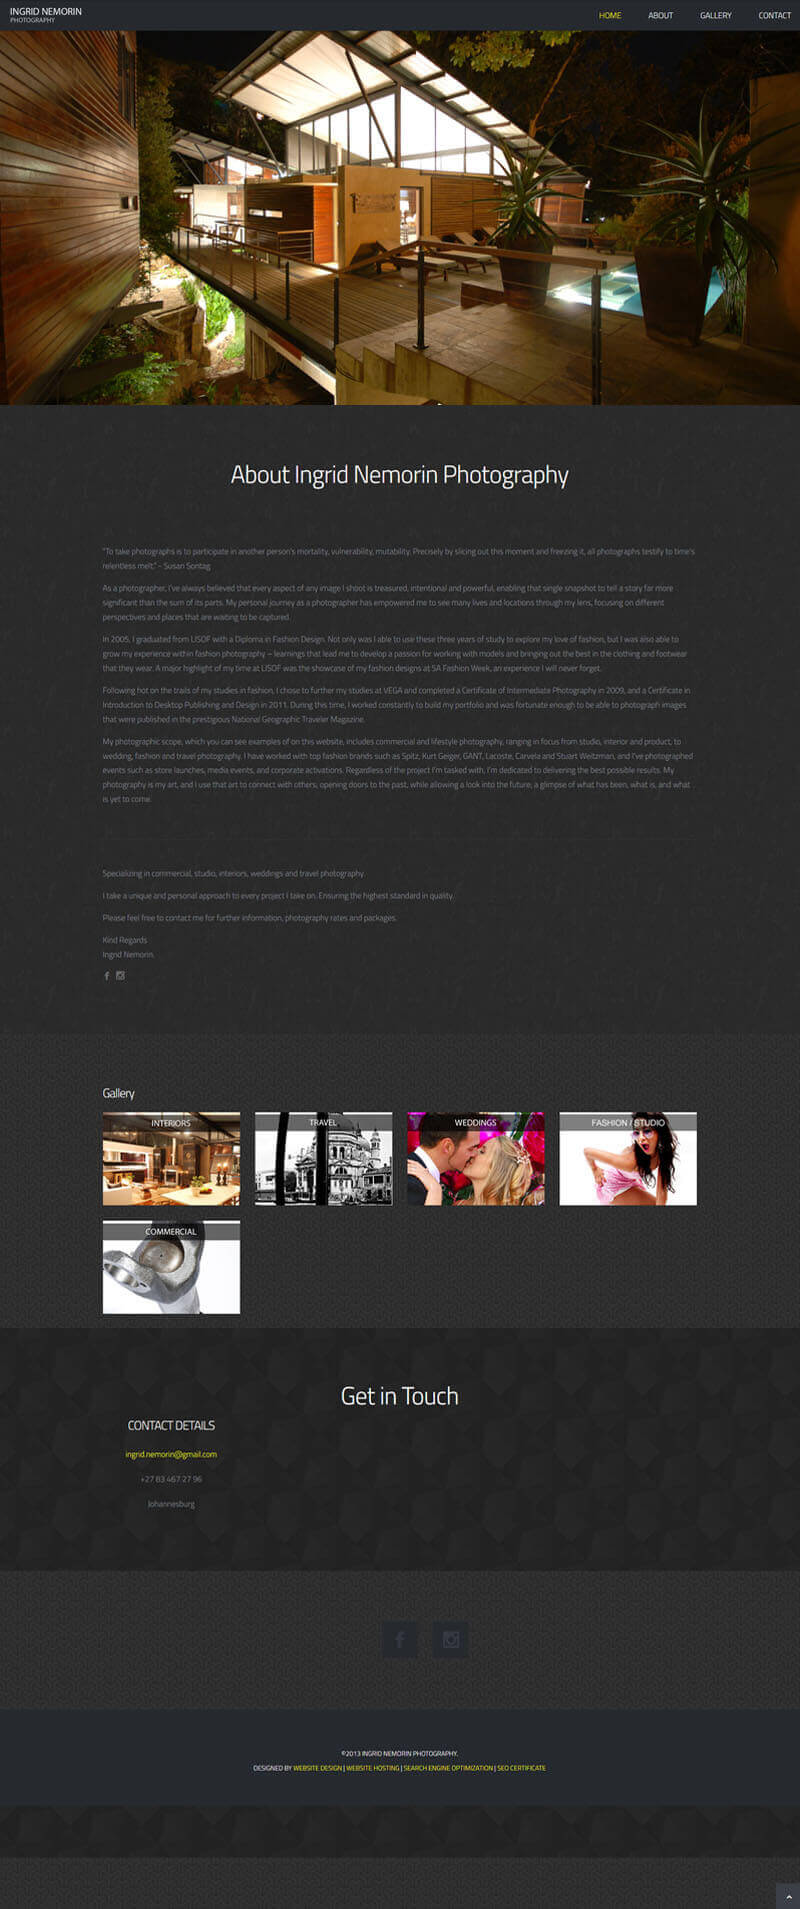 INGRID NEMORIN
PHOTOGRAPHY
HOME ABOUT GALLERY CONTACT
About Ingrid Nemorin Photography
"To take photographs is to participate in another person's mortality, vulnerability, mutability. Precisely by slicing out this moment and freezing it, all photographs testify to time's
relentless melt." - Susan Sontag
As a photographer, I've always believed that every aspect of any image I shoot is treasured, intentional and powerful, enabling that single snapshot to tell a story far more
significant than the sum of its parts. My personal journey as a photographer has empowered me to see many lives and locations through my lens, focusing on different
perspectives and places that are waiting to be captured.
In 2005, I graduated from LISOF with a Diploma in Fashion Design. Not only was I able to use these three years of study to explore my love of fashion, but I was also able to
grow my experience within fashion photography – learnings that lead me to develop a passion for working with models and bringing out the best in the clothing and footwear
that they wear. A major highlight of my time at LISOF was the showcase of my fashion designs at SA Fashion Week, an experience I will never forget.
Following hot on the trails of my studies in fashion, I chose to further my studies at VEGA and completed a Certificate of Intermediate Photography in 2009, and a Certificate in
Introduction to Desktop Publishing and Design in 2011. During this time, I worked constantly to build my portfolio and was fortunate enough to be able to photograph images
that were published in the prestigious National Geographic Traveler Magazine.
My photographic scope, which you can see examples of on this website, includes commercial and lifestyle photography, ranging in focus from studio, interior and product, to
wedding, fashion and travel photography. I have worked with top fashion brands such as Spitz, Kurt Geiger, GANT, Lacoste, Carvela and Stuart Weitzman, and I've photographed
events such as store launches, media events, and corporate activations. Regardless of the project I'm tasked with, I'm dedicated to delivering the best possible results. My
photography is my art, and I use that art to connect with others, opening doors to the past, while allowing a look into the future; a glimpse of what has been, what is, and what
is yet to come.
Specializing in commercial, studio, interiors, weddings and travel photography.
I take a unique and personal approach to every project I take on. Ensuring the highest standard in quality.
Please feel free to contact me for further information, photography rates and packages.
Kind Regards
Ingrid Nemorin.
Gallery
INTERIORS TRAVEL WEDDINGS FASHION / STUDIO
COMMERCIAL
Get in Touch
CONTACT DETAILS
ingrid.nemorin@gmail.com
+27 83 467 27 96
Johannesburg
©2013 INGRID NEMORIN PHOTOGRAPHY.
DESIGNED BY WEBSITE DESIGN | WEBSITE HOSTING | SEARCH ENGINE OPTIMIZATION | SEO CERTIFICATE